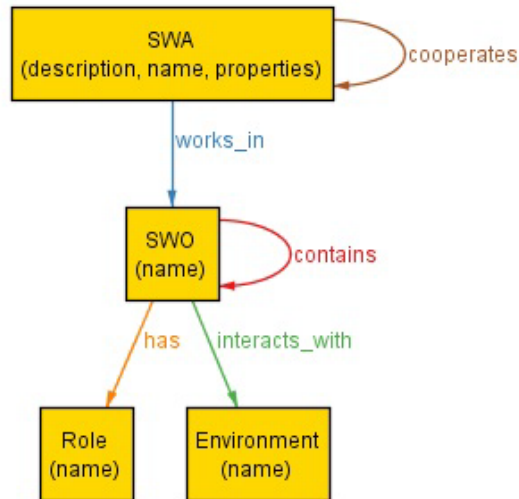 SWA
(description, name, properties)
cooperates
works_in
SWO
(name)
contains
has
interacts_with
Role
(name)
Environment
(name)